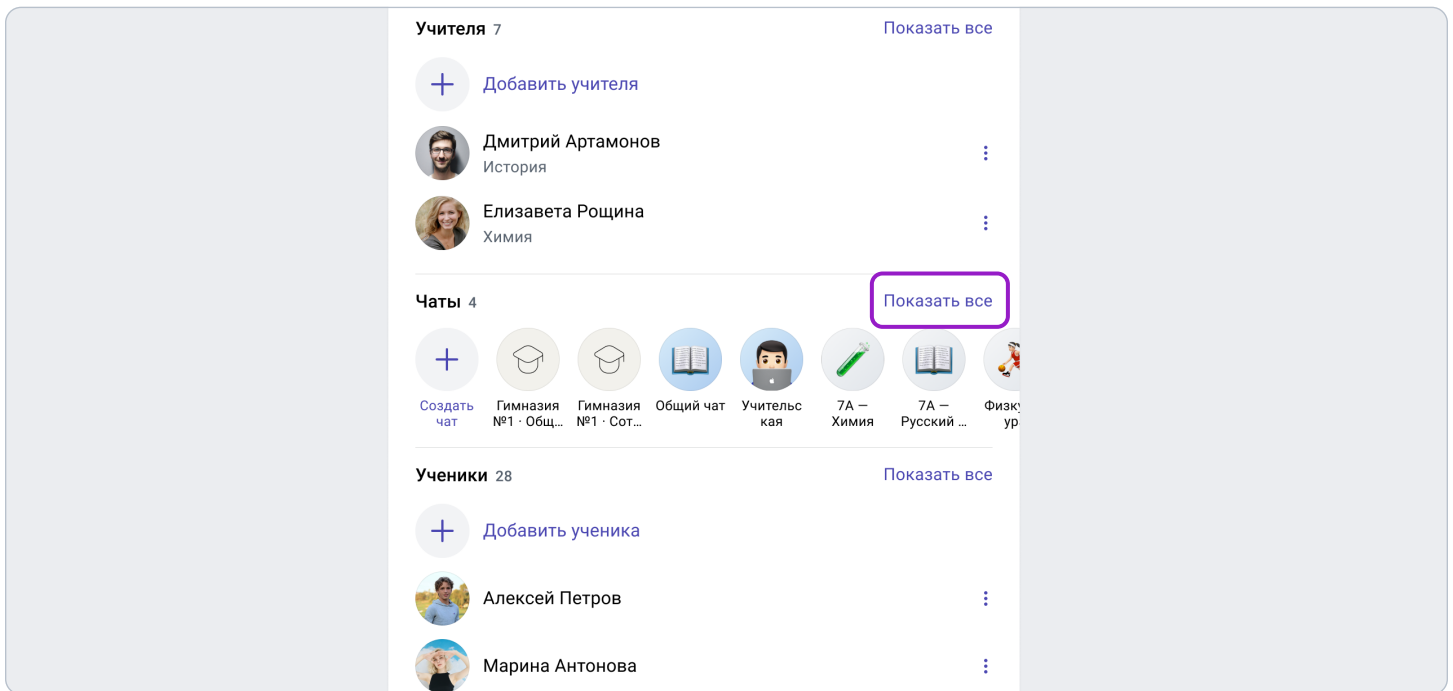 Учителя 7 Показать все
Добавить учителя
Дмитрий Артамонов
История
Елизавета Рощина
Химия
Чаты 4 Показать все
Создать чат
Гимназия №1 · Общ...
Гимназия №1 · Сот...
Общий чат
Учительс
кая
7А —
Химия
7А —
Русский ...
Физку
ур
Ученики 28 Показать все
Добавить ученика
Алексей Петров
Марина Антонова